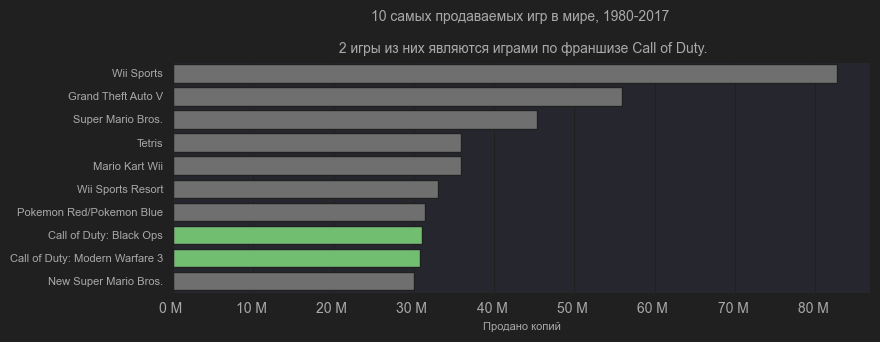 10 самых продаваемых игр в мире, 1980-2017
2 игры из них являются играми по франшизе Call of Duty.
Wii Sports
Grand Theft Auto V
Super Mario Bros.
Tetris
Mario Kart Wii
Wii Sports Resort
Pokemon Red/Pokemon Blue
Call of Duty: Black Ops
Call of Duty: Modern Warfare 3
New Super Mario Bros.
0 M 10 M 20 M 30 M 40 M 50 M 60 M 70 M 80 M
Продано копий